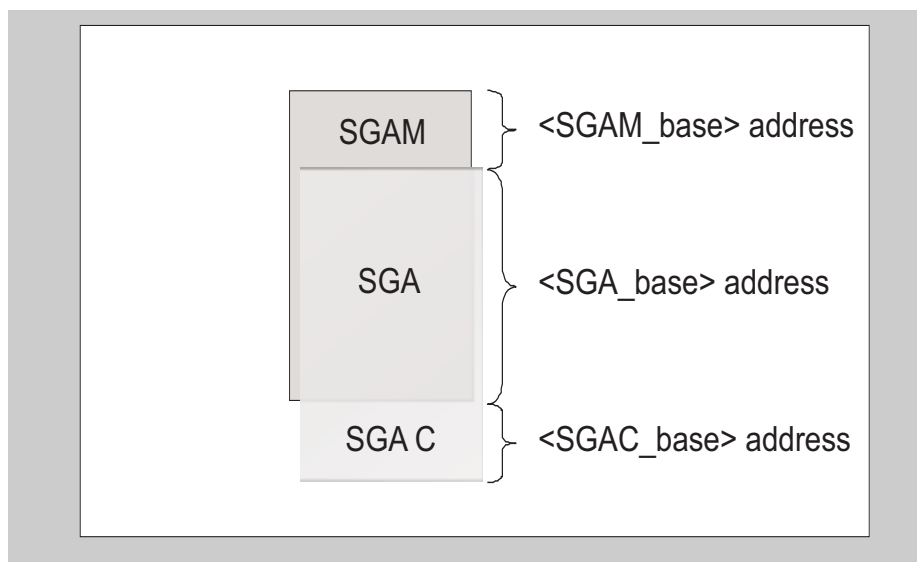 SGAM <SGAM_base> address
SGA <SGA_base> address
SGA C <SGAC_base> address